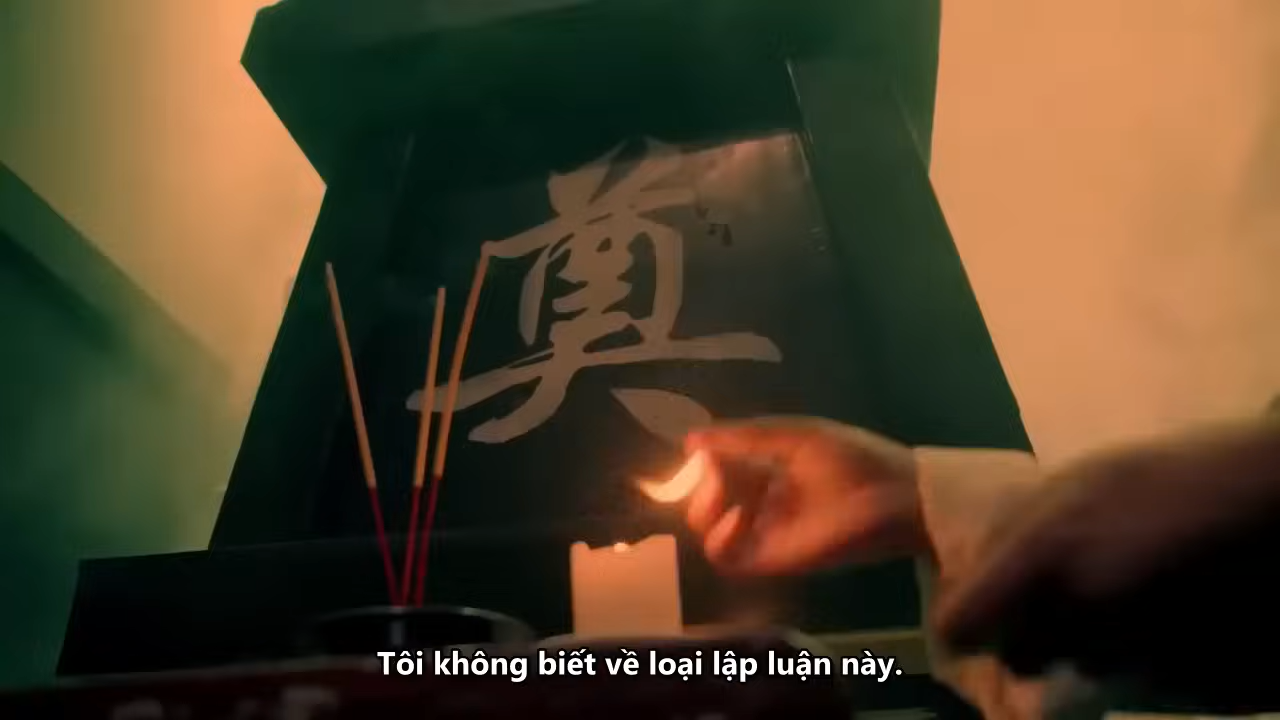 奠
Tôi không biết về loại lập luận này.